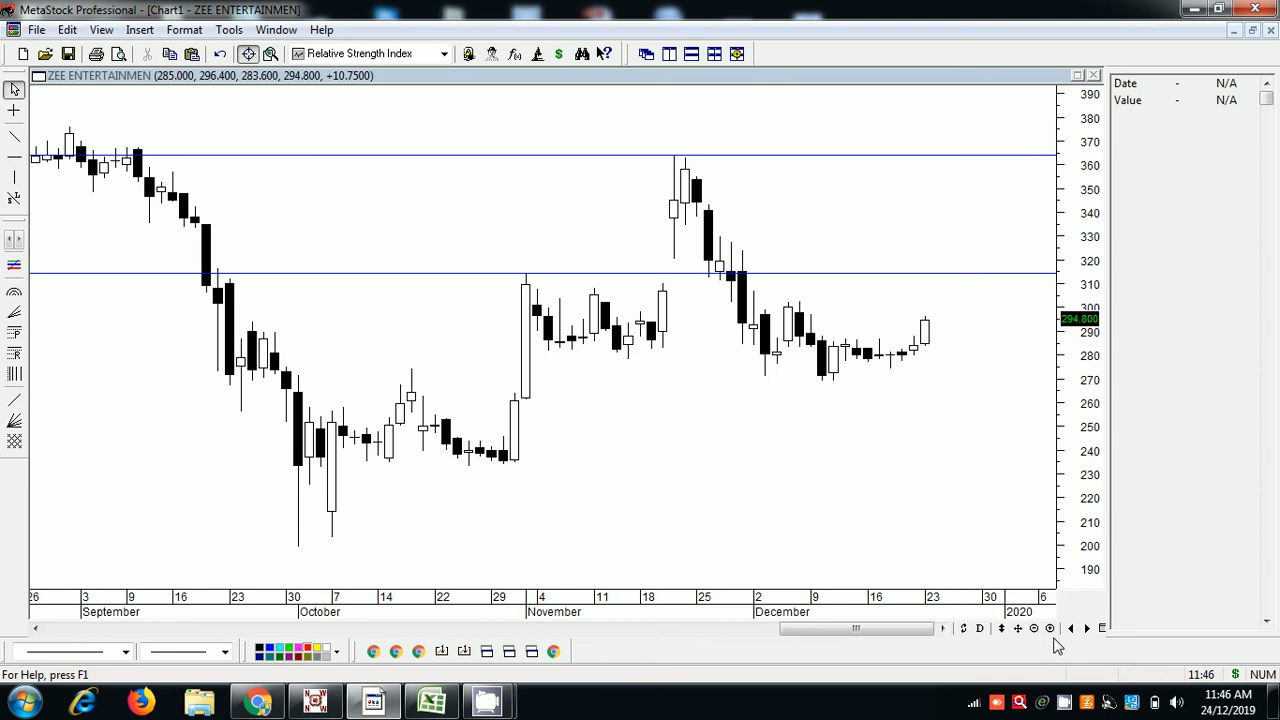 MetaStock Professional - [Chart1 - ZEE ENTERTAINMEN]
File Edit View Insert Format Tools Window Help
Relative Strength Index
ZEE ENTERTAINMEN (285.000, 296.400, 283.600, 294.800, +10.7500)
Date - N/A
Value - N/A
390
380
370
360
350
340
330
320
310
300
294.800
290
280
270
260
250
240
230
220
210
200
190
26 3 9 16 23 30 7 14 22 29 4 11 18 25 2 9 16 23 30 6
September October November December 2020
D
For Help, press F1 11:46 $ NUM
11:46 AM
24/12/2019